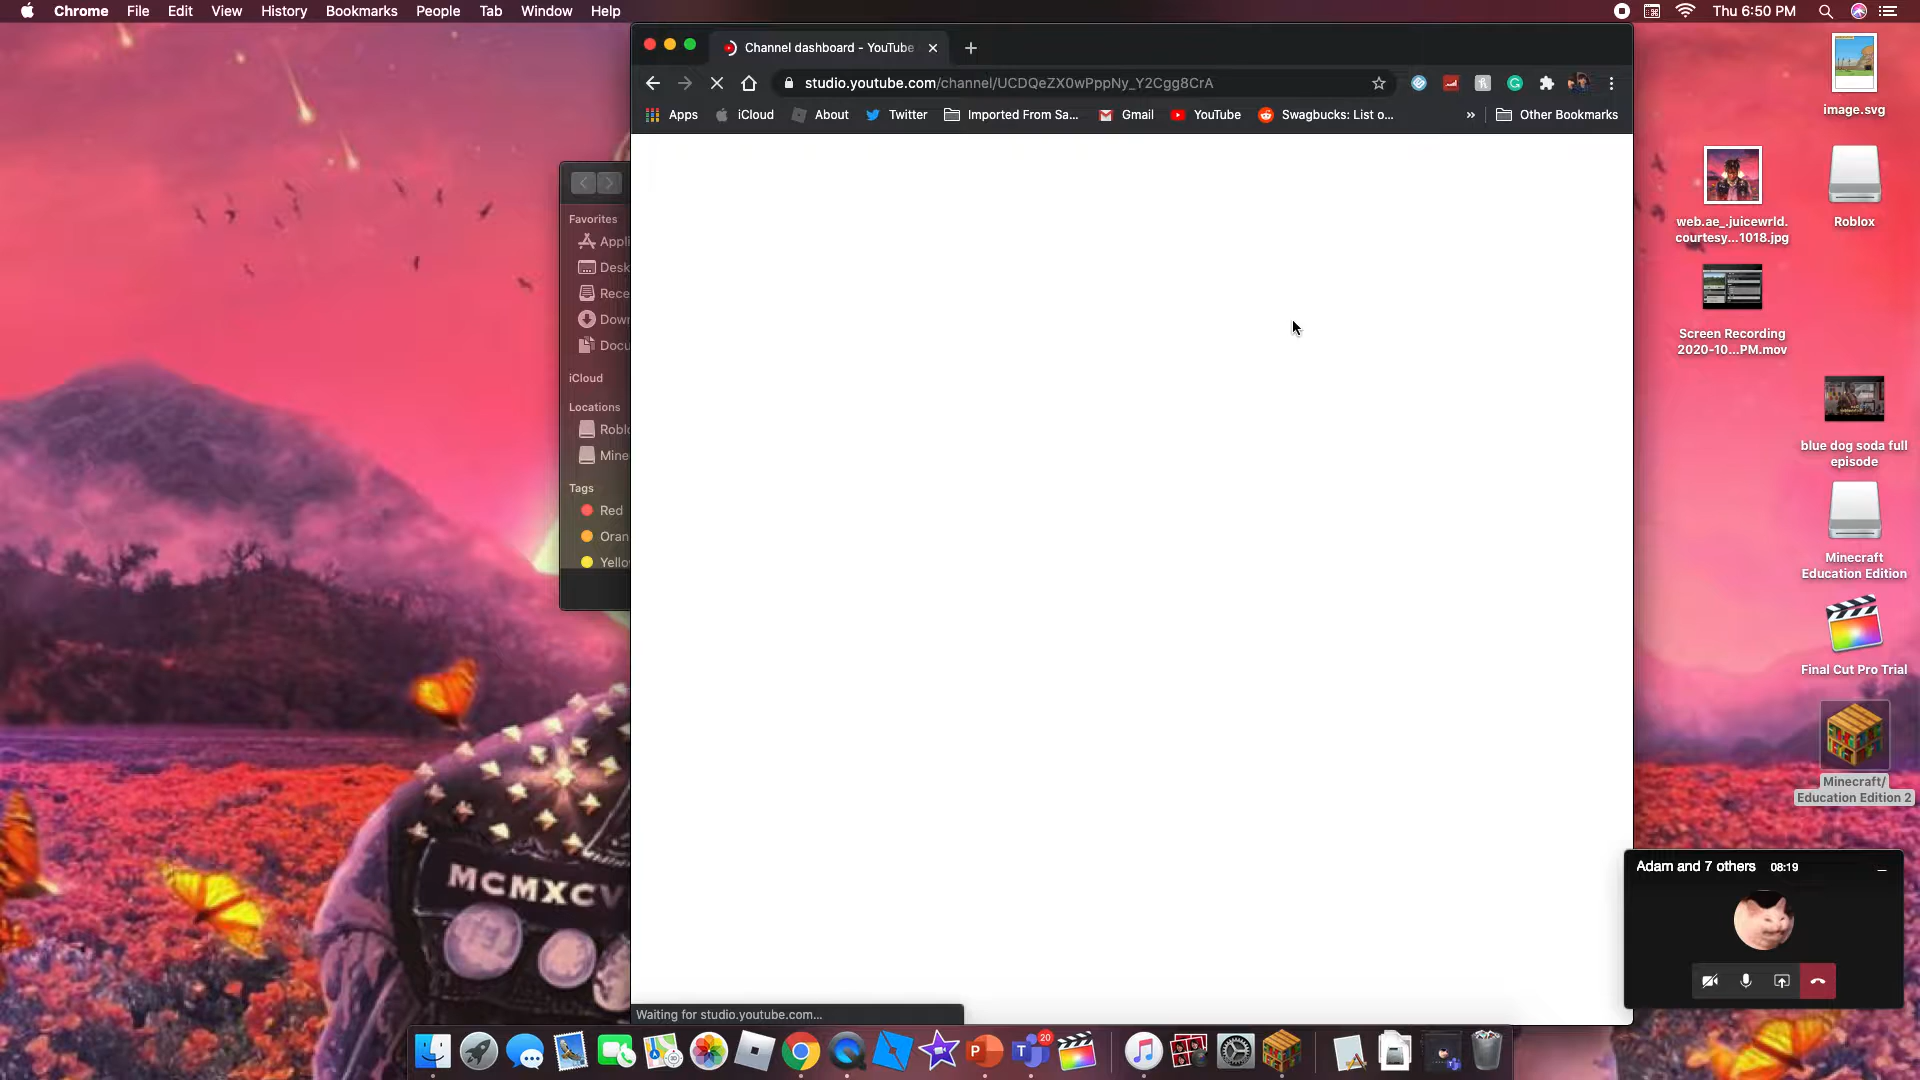 Chrome File Edit View History Bookmarks People Tab Window Help
Thu 6:50 PM
Channel dashboard - YouTube
studio.youtube.com/channel/UCDQeZX0wPppNy_Y2Cgg8CrA
Apps iCloud About Twitter Imported From Sa... Gmail YouTube Swagbucks: List o... » Other Bookmarks
Favorites
Appli
Desk
Rece
Down
Docu
iCloud
Locations
Roblo
Mine
Tags
Red
Oran
Yello
Waiting for studio.youtube.com...
image.svg
web.ae_.juicewrld.
courtesy...1018.jpg
Roblox
Screen Recording
2020-10...PM.mov
blue dog soda full
episode
Minecraft
Education Edition
Final Cut Pro Trial
Minecraft/
Education Edition 2
Adam and 7 others 08:19
MCMXCV
20